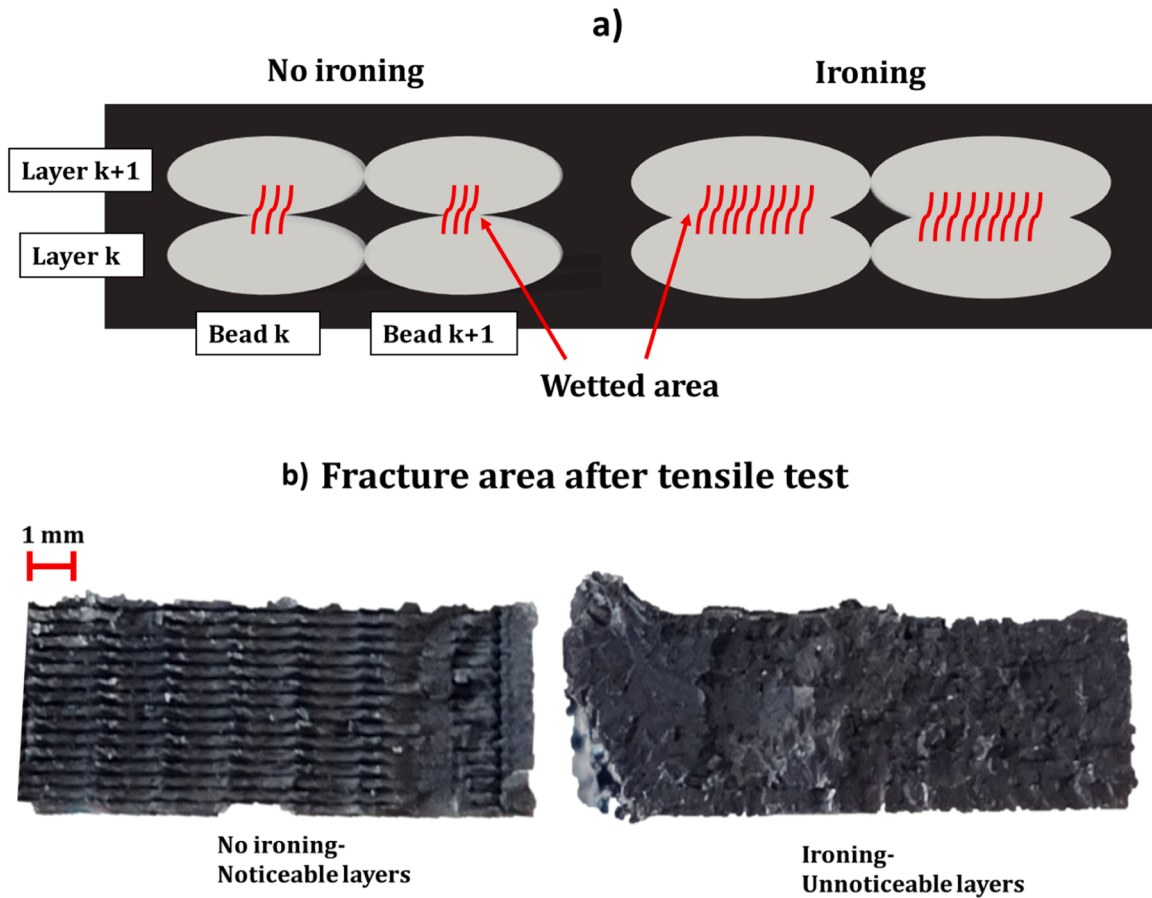 a)
No ironing
Ironing
Layer k+1
Layer k
Bead k
Bead k+1
Wetted area
b) Fracture area after tensile test
1 mm
No ironing-
Noticeable layers
Ironing-
Unnoticeable layers